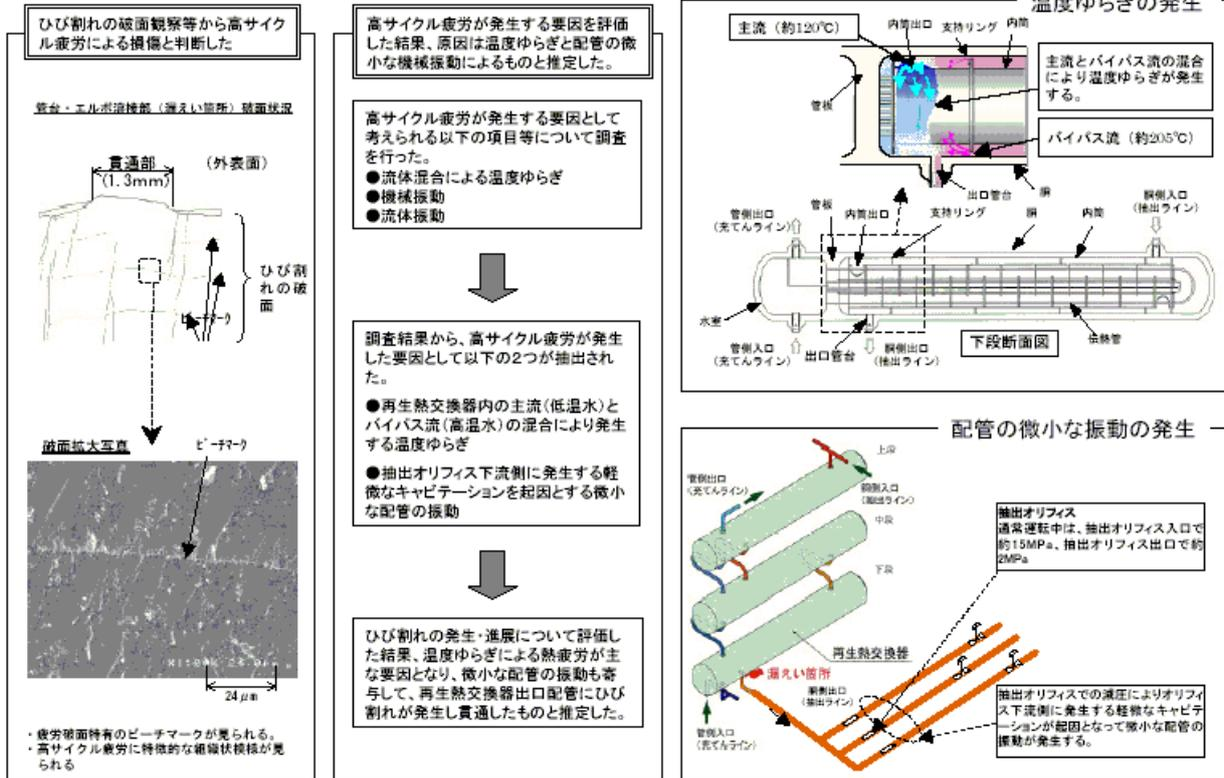 ひび割れの破面観察等から高サイク
ル疲労による損傷と判断した
管台・エルボ溶接部（漏えい箇所）破面状況
貫通部
(1.3mm)
（外表面）
ひび割
れの破
面
ビーチマーク
破面拡大写真
ビーチマーク
24μm
・疲労破面特有のビーチマークが見られる。
・高サイクル疲労に特徴的な組織状模様が見
られる
高サイクル疲労が発生する要因を評価
した結果、原因は温度ゆらぎと配管の微
小な機械振動によるものと推定した。
高サイクル疲労が発生する要因として
考えられる以下の項目等について調査
を行った。
●流体混合による温度ゆらぎ
●機械振動
●流体振動
調査結果から、高サイクル疲労が発生
した要因として以下の2つが抽出され
た。
●再生熱交換器内の主流(低温水)と
バイパス流(高温水)の混合により発生
する温度ゆらぎ
●抽出オリフィス下流側に発生する軽
微なキャビテーションを起因とする微小
な配管の振動
ひび割れの発生・進展について評価し
た結果、温度ゆらぎによる熱疲労が主
な要因となり、微小な配管の振動も寄
与して、再生熱交換器出口配管にひび
割れが発生し貫通したものと推定した。
温度ゆらぎの発生
主流（約120℃）
内筒出口
支持リング
内筒
管板
主流とバイパス流の混合
により温度ゆらぎが発生
する。
バイパス流（約205℃）
出口管台
胴
管側出口
(充てんライン)
管板
内筒出口
支持リング
胴
内筒
胴側入口
(抽出ライン)
水室
管側入口
(充てんライン)
出口管台
胴側出口
(抽出ライン)
下段断面図
伝熱管
配管の微小な振動の発生
上段
管側出口
(充てんライン)
胴側入口
(抽出ライン)
中段
下段
抽出オリフィス
通常運転中は、抽出オリフィス入口で
約15MPa、抽出オリフィス出口で約
2MPa
再生熱交換器
漏えい箇所
胴側出口
(抽出ライン)
管側入口
(充てんライン)
抽出オリフィスでの減圧によりオリフィ
ス下流側に発生する軽微なキャビテ
ーションが起因となって微小な配管の
振動が発生する。